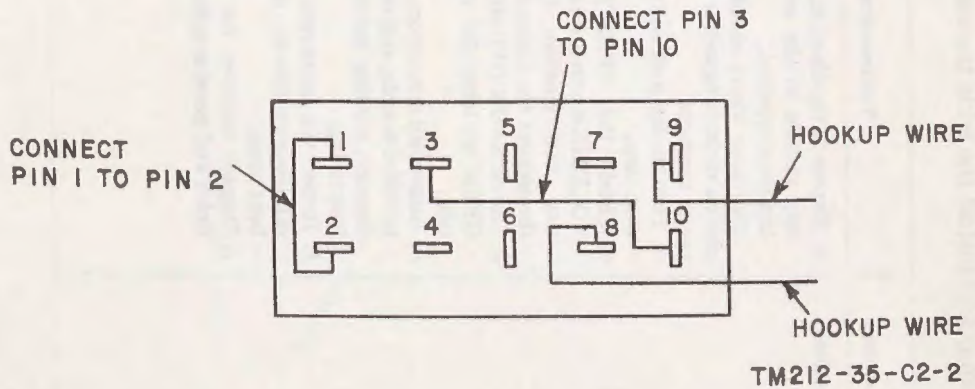 CONNECT PIN 3
TO PIN 10
CONNECT
PIN 1 TO PIN 2
1 3 5 7 9
HOOKUP WIRE
2 4 6 8 10
HOOKUP WIRE
TM212-35-C2-2